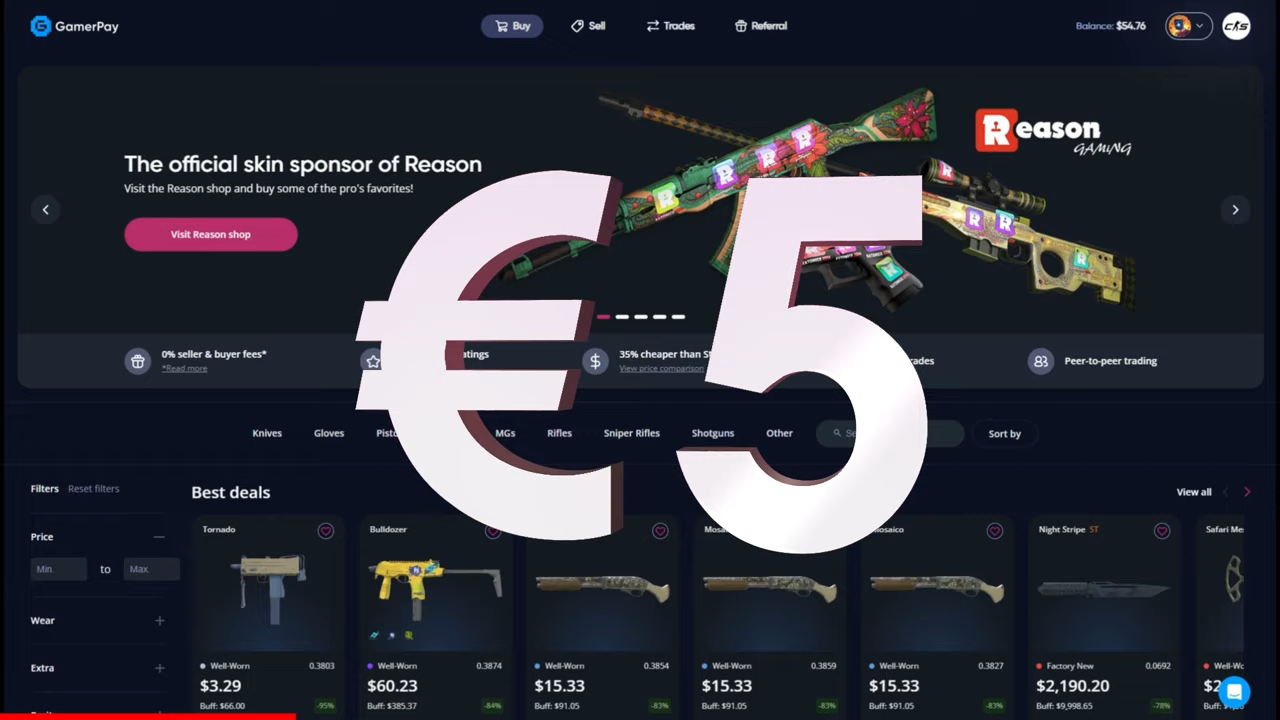 GamerPay
Buy
Sell
Trades
Referral
Balance: $54.76
The official skin sponsor of Reason
Visit the Reason shop and buy some of the pro's favorites!
Visit Reason shop
Reason
GAMING
€5
0% seller & buyer fees*
*Read more
35% cheaper than
View price comparison
Peer-to-peer trading
Knives
Gloves
MGs
Rifles
Sniper Rifles
Shotguns
Other
Sort by
Filters
Reset filters
Best deals
View all
Price
Min.
to
Max.
Wear
Extra
Tornado
Well-Worn
0.3803
$3.29
Buff: $66.00
-95%
Bulldozer
Well-Worn
0.3874
$60.23
Buff: $385.37
-84%
Well-Worn
0.3854
$15.33
Buff: $91.05
-83%
Well-Worn
0.3859
$15.33
Buff: $91.05
-83%
Well-Worn
0.3827
$15.33
Buff: $91.05
-83%
Night Stripe ST
Factory New
0.0692
$2,190.20
Buff: $9,998.65
-78%
Safari